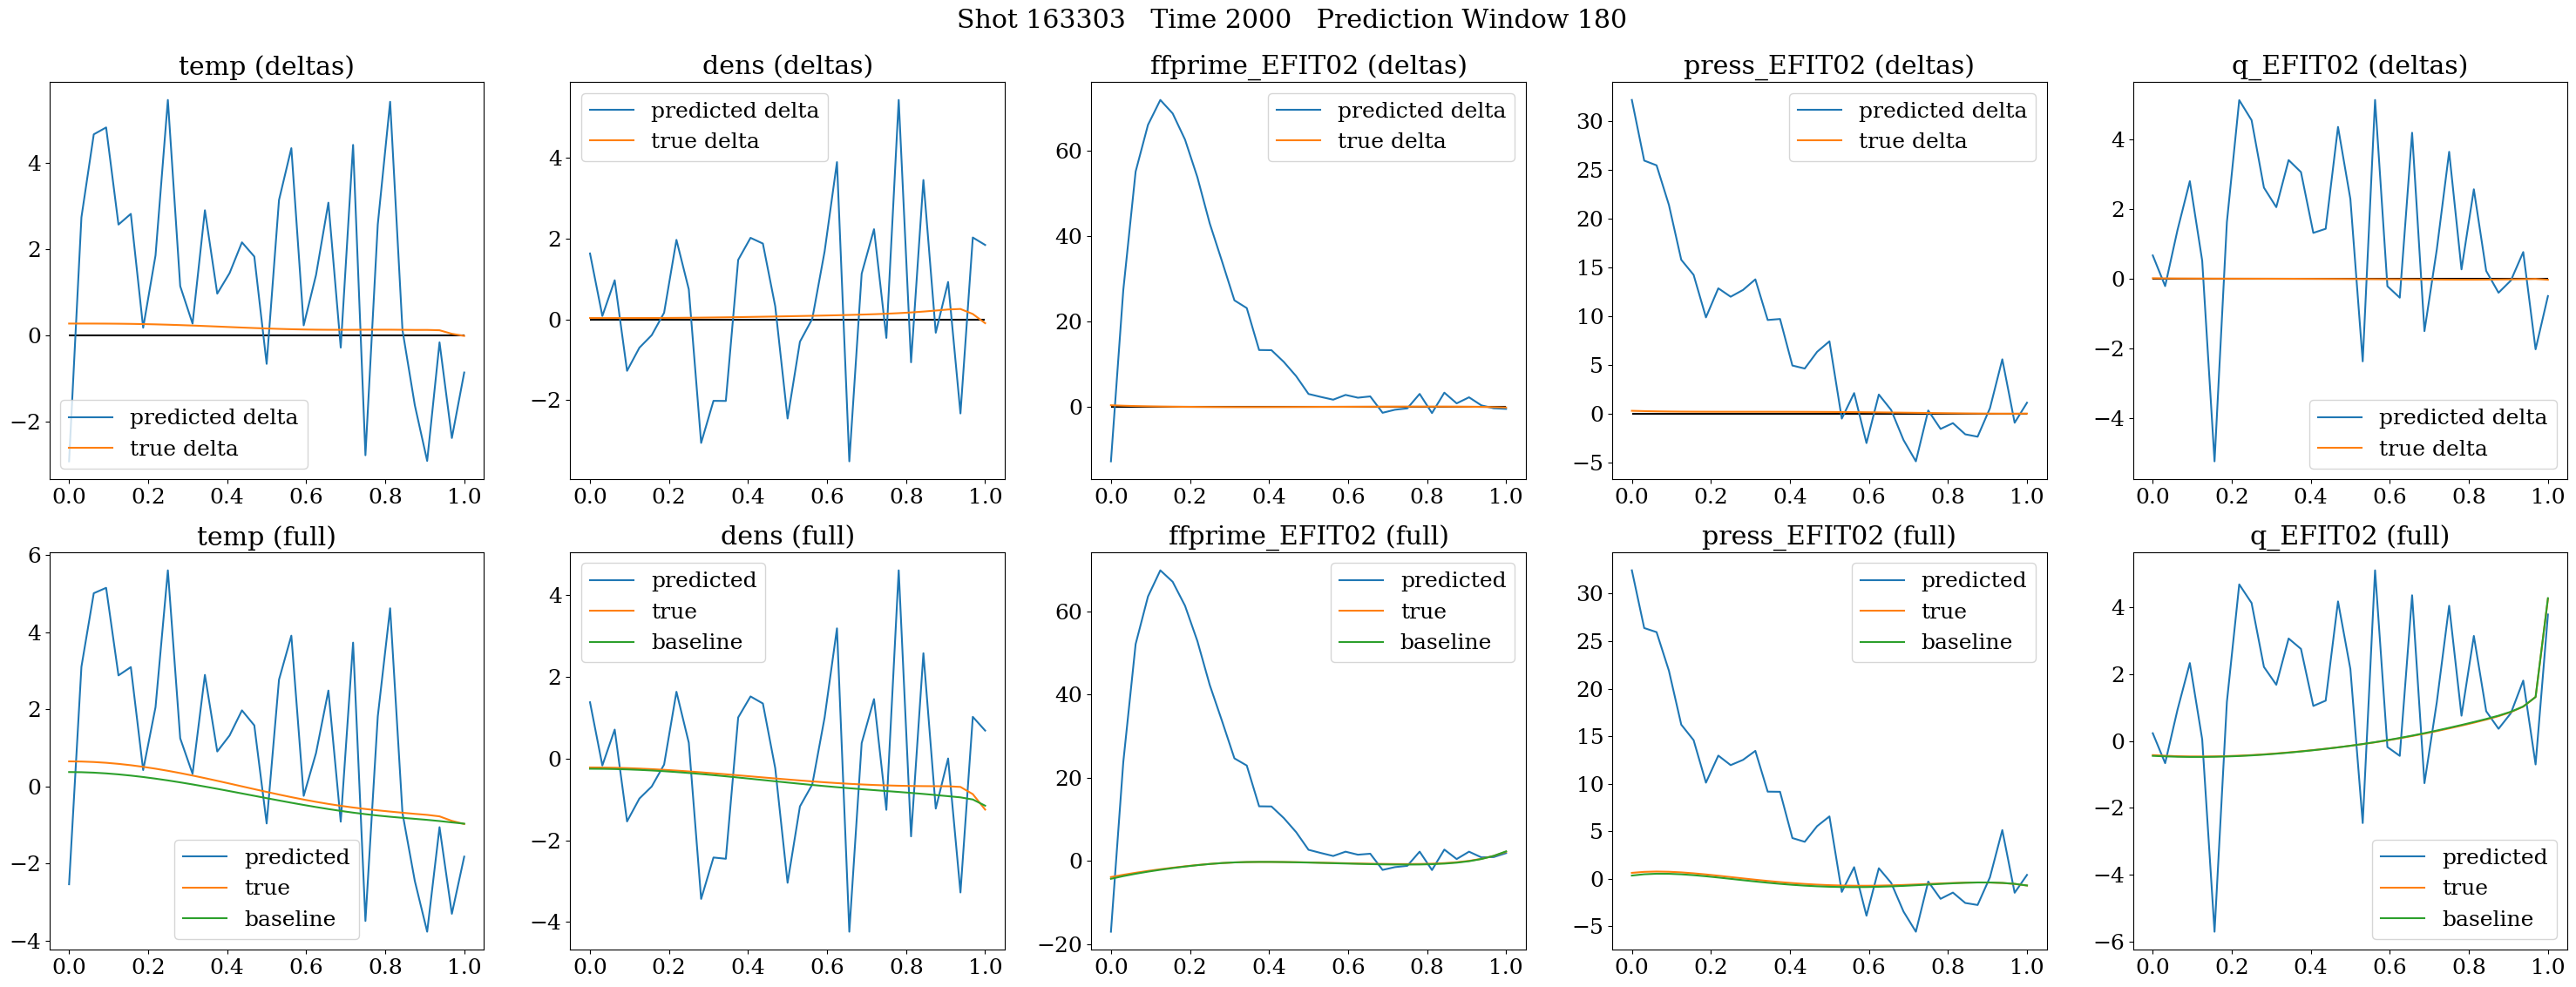 Shot 163303   Time 2000   Prediction Window 180
temp (deltas)
4
2
0
−2
0.0 0.2 0.4 0.6 0.8 1.0
predicted delta
true delta
dens (deltas)
4
2
0
−2
0.0 0.2 0.4 0.6 0.8 1.0
predicted delta
true delta
ffprime_EFIT02 (deltas)
60
40
20
0
0.0 0.2 0.4 0.6 0.8 1.0
predicted delta
true delta
press_EFIT02 (deltas)
30
25
20
15
10
5
0
−5
0.0 0.2 0.4 0.6 0.8 1.0
predicted delta
true delta
q_EFIT02 (deltas)
4
2
0
−2
−4
0.0 0.2 0.4 0.6 0.8 1.0
predicted delta
true delta
temp (full)
6
4
2
0
−2
−4
0.0 0.2 0.4 0.6 0.8 1.0
predicted
true
baseline
dens (full)
4
2
0
−2
−4
0.0 0.2 0.4 0.6 0.8 1.0
predicted
true
baseline
ffprime_EFIT02 (full)
60
40
20
0
−20
0.0 0.2 0.4 0.6 0.8 1.0
predicted
true
baseline
press_EFIT02 (full)
30
25
20
15
10
5
0
−5
0.0 0.2 0.4 0.6 0.8 1.0
predicted
true
baseline
q_EFIT02 (full)
4
2
0
−2
−4
−6
0.0 0.2 0.4 0.6 0.8 1.0
predicted
true
baseline